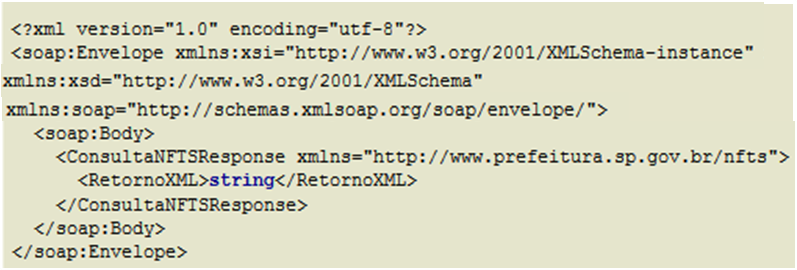 <?xml version="1.0" encoding="utf-8"?>
<soap:Envelope xmlns:xsi="http://www.w3.org/2001/XMLSchema-instance"
xmlns:xsd="http://www.w3.org/2001/XMLSchema"
xmlns:soap="http://schemas.xmlsoap.org/soap/envelope/">
<soap:Body>
<ConsultaNFTSResponse xmlns="http://www.prefeitura.sp.gov.br/nfts">
<RetornoXML>string</RetornoXML>
</ConsultaNFTSResponse>
</soap:Body>
</soap:Envelope>